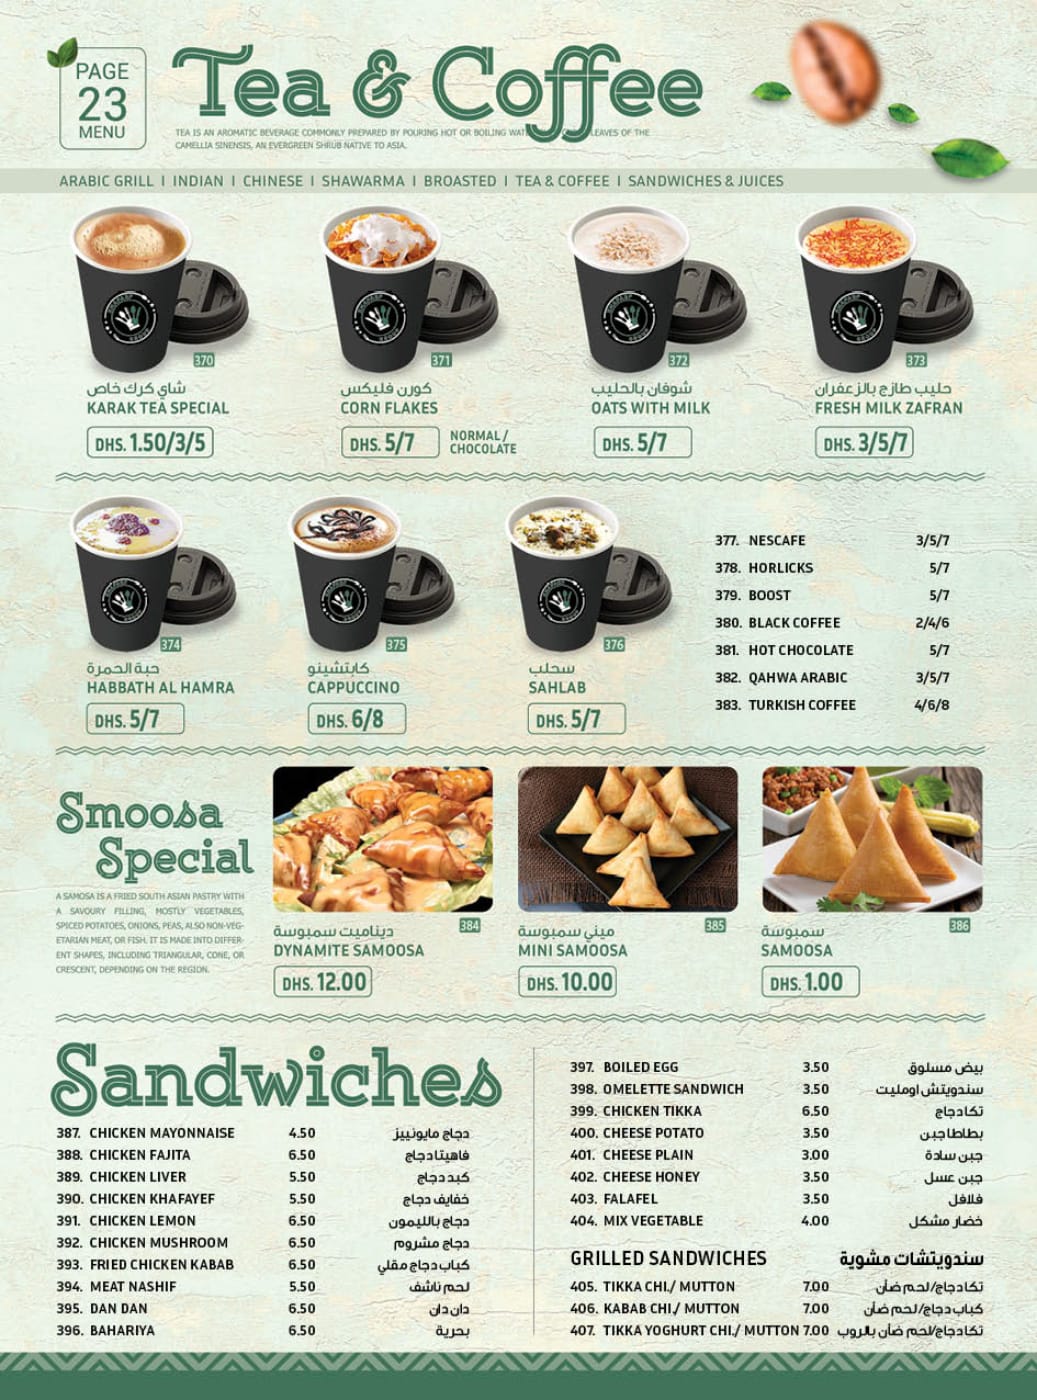 PAGE
23
MENU
Tea & Coffee
TEA IS AN AROMATIC BEVERAGE COMMONLY PREPARED BY POURING HOT OR BOILING LEAVES OF THE
CAMELLIA SINENSIS, AN EVERGREEN SHRUB NATIVE TO ASIA.
ARABIC GRILL I INDIAN I CHINESE I SHAWARMA I BROASTED I TEA & COFFEE I SANDWICHES & JUICES
370
شاي كرك خاص
KARAK TEA SPECIAL
DHS. 1.50/3/5
371
كورن فليكس
CORN FLAKES
DHS. 5/7
NORMAL /
CHOCOLATE
372
شوفان بالحليب
OATS WITH MILK
DHS. 5/7
373
حليب طازج بالزعفران
FRESH MILK ZAFRAN
DHS. 3/5/7
374
حبة الحمرة
HABBATH AL HAMRA
DHS. 5/7
375
كابتشينو
CAPPUCCINO
DHS. 6/8
376
سحلب
SAHLAB
DHS. 5/7
377. NESCAFE 3/5/7
378. HORLICKS 5/7
379. BOOST 5/7
380. BLACK COFFEE 2/4/6
381. HOT CHOCOLATE 5/7
382. QAHWA ARABIC 3/5/7
383. TURKISH COFFEE 4/6/8
Smoosa
Special
A SAMOSA IS A FRIED SOUTH ASIAN PASTRY WITH
A SAVOURY FILLING, MOSTLY VEGETABLES,
SPICED POTATOES, ONIONS, PEAS, ALSO NON-VEG-
ETARIAN MEAT, OR FISH. IT IS MADE INTO DIFFER-
ENT SHAPES, INCLUDING TRIANGULAR, CONE, OR
CRESCENT, DEPENDING ON THE REGION.
384
ديناميت سمبوسة
DYNAMITE SAMOOSA
DHS. 12.00
385
ميني سمبوسة
MINI SAMOOSA
DHS. 10.00
386
سمبوسة
SAMOOSA
DHS. 1.00
Sandwiches
387. CHICKEN MAYONNAISE 4.50 دجاج مايونييز
388. CHICKEN FAJITA 6.50 فاهيتا دجاج
389. CHICKEN LIVER 5.50 كبد دجاج
390. CHICKEN KHAFAYEF 5.50 خفايف دجاج
391. CHICKEN LEMON 6.50 دجاج بالليمون
392. CHICKEN MUSHROOM 6.50 دجاج مشروم
393. FRIED CHICKEN KABAB 6.50 كباب دجاج مقلي
394. MEAT NASHIF 5.50 لحم ناشف
395. DAN DAN 6.50 دان دان
396. BAHARIYA 6.50 بحرية
397. BOILED EGG 3.50 بيض مسلوق
398. OMELETTE SANDWICH 3.50 سندويتش اومليت
399. CHICKEN TIKKA 6.50 تكا دجاج
400. CHEESE POTATO 3.50 بطاطا جبن
401. CHEESE PLAIN 3.00 جبن سادة
402. CHEESE HONEY 3.50 جبن عسل
403. FALAFEL 3.50 فلافل
404. MIX VEGETABLE 4.00 خضار مشكل
GRILLED SANDWICHES سندويتشات مشوية
405. TIKKA CHI./ MUTTON 7.00 تكا دجاج/لحم ضأن
406. KABAB CHI./ MUTTON 7.00 كباب دجاج/لحم ضأن
407. TIKKA YOGHURT CHI./ MUTTON 7.00 تكا دجاج/لحم ضأن بالروب